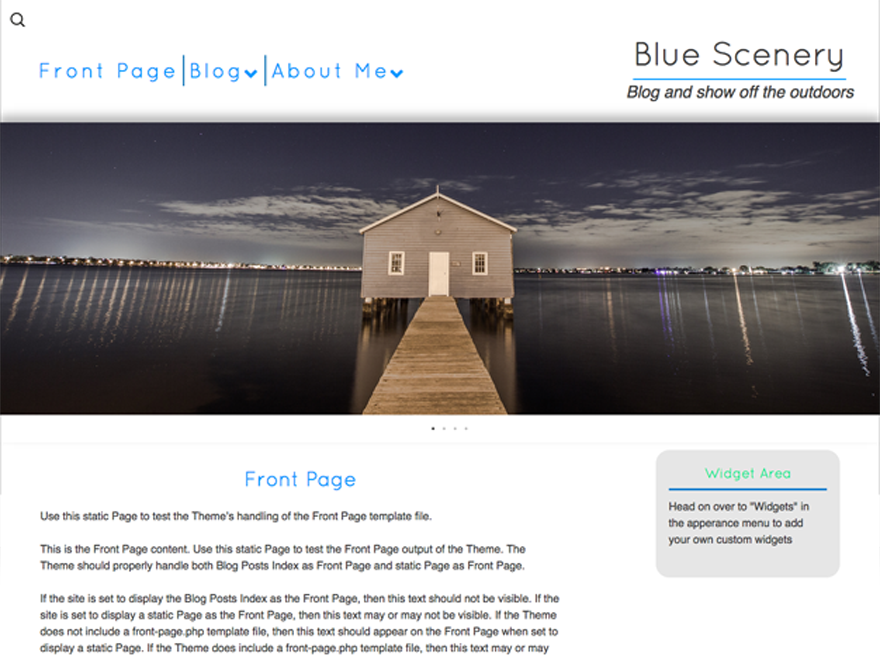 Front Page
Blog
About Me
Blue Scenery
Blog and show off the outdoors
Front Page
Use this static Page to test the Theme's handling of the Front Page template file.
This is the Front Page content. Use this static Page to test the Front Page output of the Theme. The
Theme should properly handle both Blog Posts Index as Front Page and static Page as Front Page.
If the site is set to display the Blog Posts Index as the Front Page, then this text should not be visible. If the
site is set to display a static Page as the Front Page, then this text may or may not be visible. If the Theme
does not include a front-page.php template file, then this text should appear on the Front Page when set to
display a static Page. If the Theme does include a front-page.php template file, then this text may or may
Widget Area
Head on over to "Widgets" in
the apperance menu to add
your own custom widgets